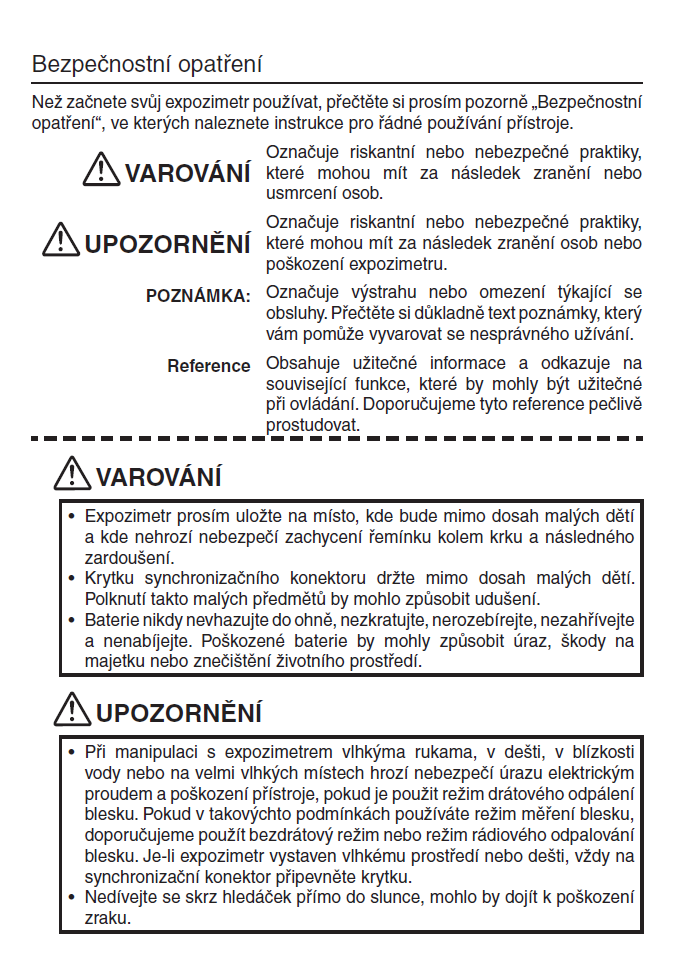 Bezpečnostní opatření
Než začnete svůj expozimetr používat, přečtěte si prosím pozorně „Bezpečnostní
opatření“, ve kterých naleznete instrukce pro řádné používání přístroje.
VAROVÁNÍ
Označuje riskantní nebo nebezpečné praktiky,
které mohou mít za následek zranění nebo
usmrcení osob.
UPOZORNĚNÍ
Označuje riskantní nebo nebezpečné praktiky,
které mohou mít za následek zranění osob nebo
poškození expozimetru.
POZNÁMKA:
Označuje výstrahu nebo omezení týkající se
obsluhy. Přečtěte si důkladně text poznámky, který
vám pomůže vyvarovat se nesprávného užívání.
Reference
Obsahuje užitečné informace a odkazuje na
související funkce, které by mohly být užitečné
při ovládání. Doporučujeme tyto reference pečlivě
prostudovat.
VAROVÁNÍ
• Expozimetr prosím uložte na místo, kde bude mimo dosah malých dětí
a kde nehrozí nebezpečí zachycení řemínku kolem krku a následného
zardoušení.
• Krytku synchronizačního konektoru držte mimo dosah malých dětí.
Polknutí takto malých předmětů by mohlo způsobit udušení.
• Baterie nikdy nevhazujte do ohně, nezkratujte, nerozebírejte, nezahřívejte
a nenabíjejte. Poškozené baterie by mohly způsobit úraz, škody na
majetku nebo znečištění životního prostředí.
UPOZORNĚNÍ
• Při manipulaci s expozimetrem vlhkýma rukama, v dešti, v blízkosti
vody nebo na velmi vlhkých místech hrozí nebezpečí úrazu elektrickým
proudem a poškození přístroje, pokud je použit režim drátového odpálení
blesku. Pokud v takovýchto podmínkách používáte režim měření blesku,
doporučujeme použít bezdrátový režim nebo režim rádiového odpalování
blesku. Je-li expozimetr vystaven vlhkému prostředí nebo dešti, vždy na
synchronizační konektor připevněte krytku.
• Nedívejte se skrz hledáček přímo do slunce, mohlo by dojít k poškození
zraku.